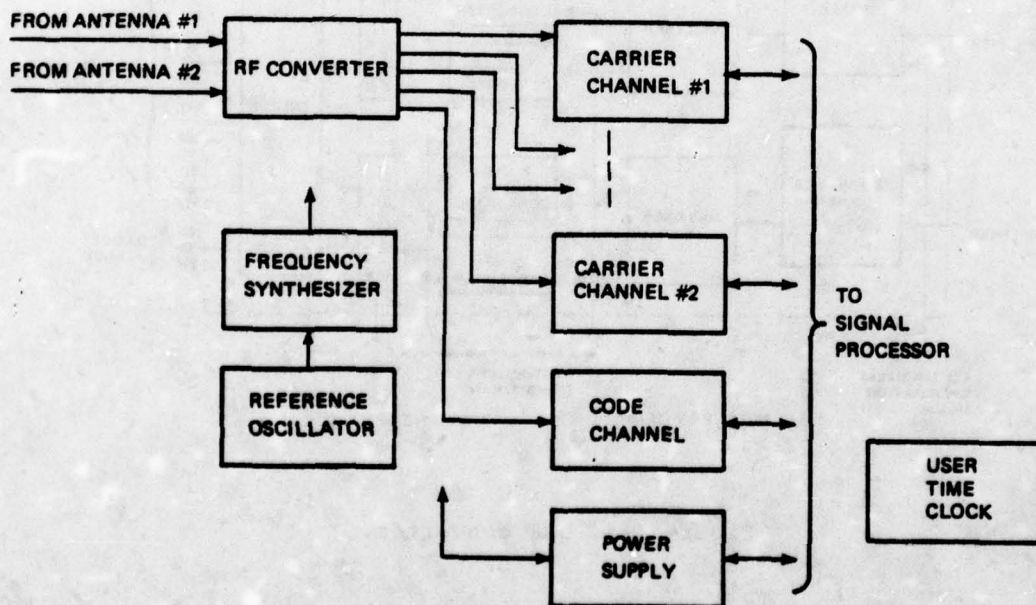 FROM ANTENNA #1
FROM ANTENNA #2
RF CONVERTER
CARRIER
CHANNEL #1
FREQUENCY
SYNTHESIZER
CARRIER
CHANNEL #2
TO
SIGNAL
PROCESSOR
REFERENCE
OSCILLATOR
CODE
CHANNEL
USER
TIME
CLOCK
POWER
SUPPLY